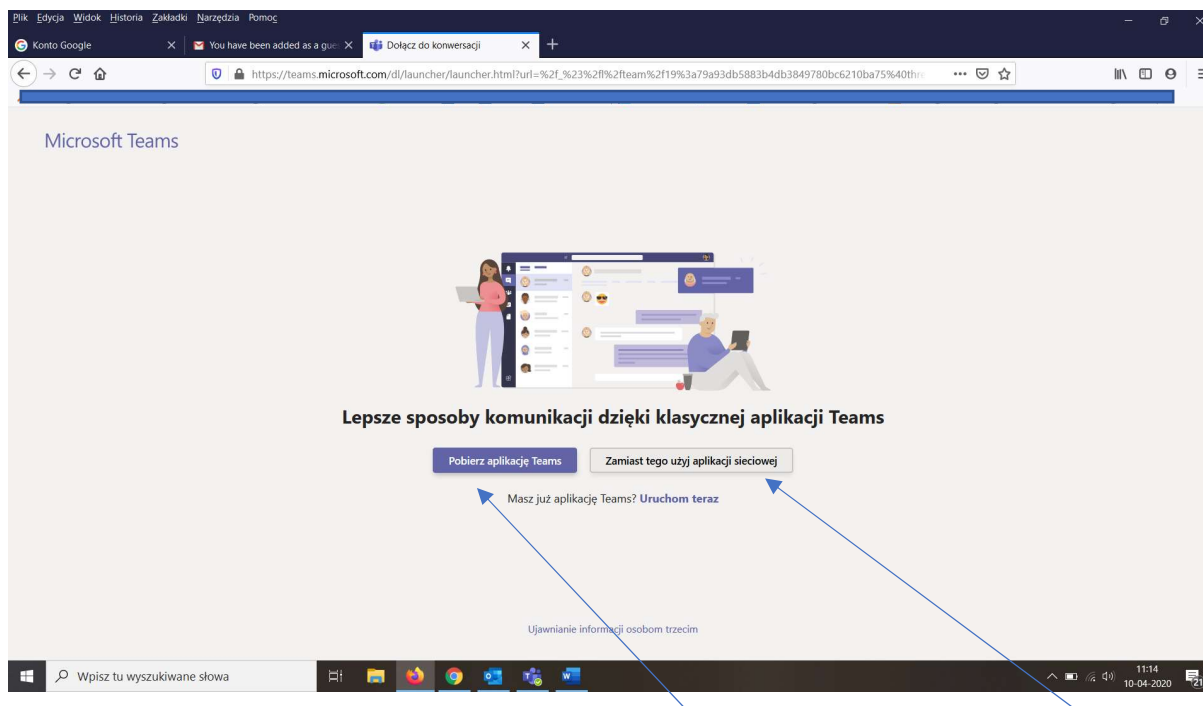 Plik Edycja Widok Historia Zakładki Narzędzia Pomoc
Konto Google
You have been added as a gue
Dołącz do konwersacji
https://teams.microsoft.com/dl/launcher/launcher.html?url=%2f_%23%2fl%2fteam%2f19%3a79a93db5883b4db3849780bc6210ba75%40thr
Microsoft Teams
Lepsze sposoby komunikacji dzięki klasycznej aplikacji Teams
Pobierz aplikację Teams
Zamiast tego użyj aplikacji sieciowej
Masz już aplikację Teams? Uruchom teraz
Ujawnianie informacji osobom trzecim
Wpisz tu wyszukiwane słowa
11:14
10-04-2020
21